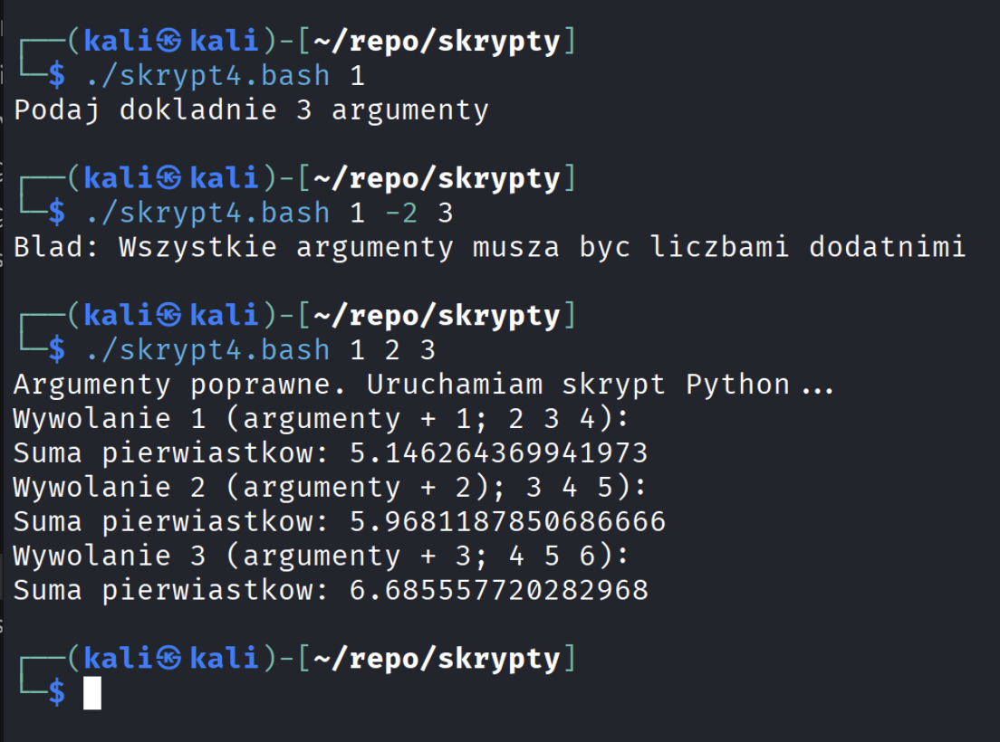 ┌──(kali㉿kali)-[~/repo/skrypty]
└─$ ./skrypt4.bash 1
Podaj dokladnie 3 argumenty
┌──(kali㉿kali)-[~/repo/skrypty]
└─$ ./skrypt4.bash 1 -2 3
Blad: Wszystkie argumenty musza byc liczbami dodatnimi
┌──(kali㉿kali)-[~/repo/skrypty]
└─$ ./skrypt4.bash 1 2 3
Argumenty poprawne. Uruchamiam skrypt Python...
Wywolanie 1 (argumenty + 1; 2 3 4):
Suma pierwiastkow: 5.146264369941973
Wywolanie 2 (argumenty + 2); 3 4 5):
Suma pierwiastkow: 5.9681187850686666
Wywolanie 3 (argumenty + 3; 4 5 6):
Suma pierwiastkow: 6.685557720282968
┌──(kali㉿kali)-[~/repo/skrypty]
└─$